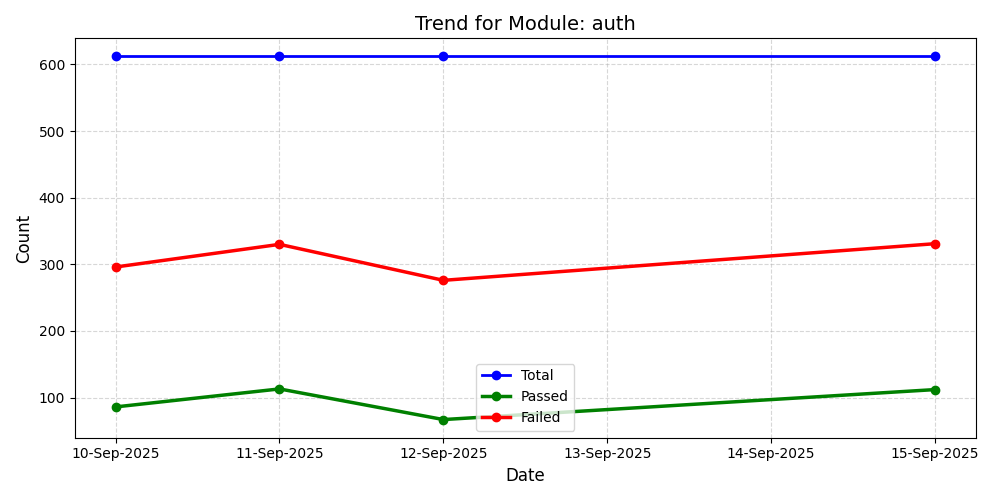 Trend for Module: auth
600
500
400
300
200
100
Count
Total
Passed
Failed
10-Sep-2025 11-Sep-2025 12-Sep-2025 13-Sep-2025 14-Sep-2025 15-Sep-2025
Date